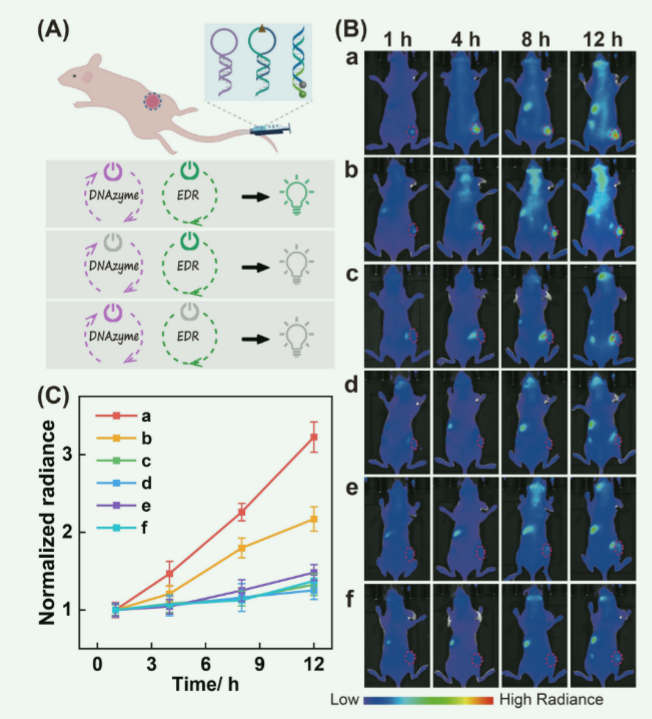 (A)
DNAzyme EDR
DNAzyme EDR
DNAzyme EDR
(B)
1 h 4 h 8 h 12 h
a
b
c
d
e
f
Low High Radiance
(C)
Normalized radiance
3
2
1
a
b
c
d
e
f
0 3 6 9 12
Time/ h